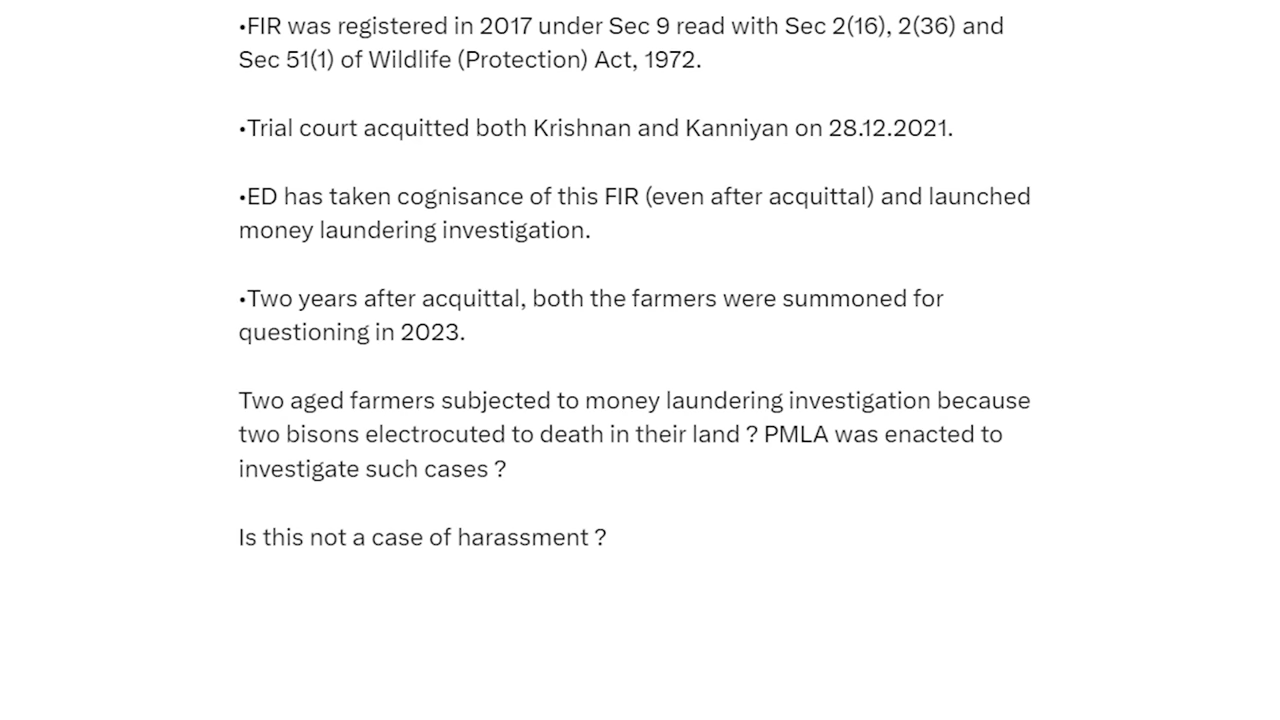 •FIR was registered in 2017 under Sec 9 read with Sec 2(16), 2(36) and
Sec 51(1) of Wildlife (Protection) Act, 1972.
•Trial court acquitted both Krishnan and Kanniyan on 28.12.2021.
•ED has taken cognisance of this FIR (even after acquittal) and launched
money laundering investigation.
•Two years after acquittal, both the farmers were summoned for
questioning in 2023.
Two aged farmers subjected to money laundering investigation because
two bisons electrocuted to death in their land ? PMLA was enacted to
investigate such cases ?
Is this not a case of harassment ?